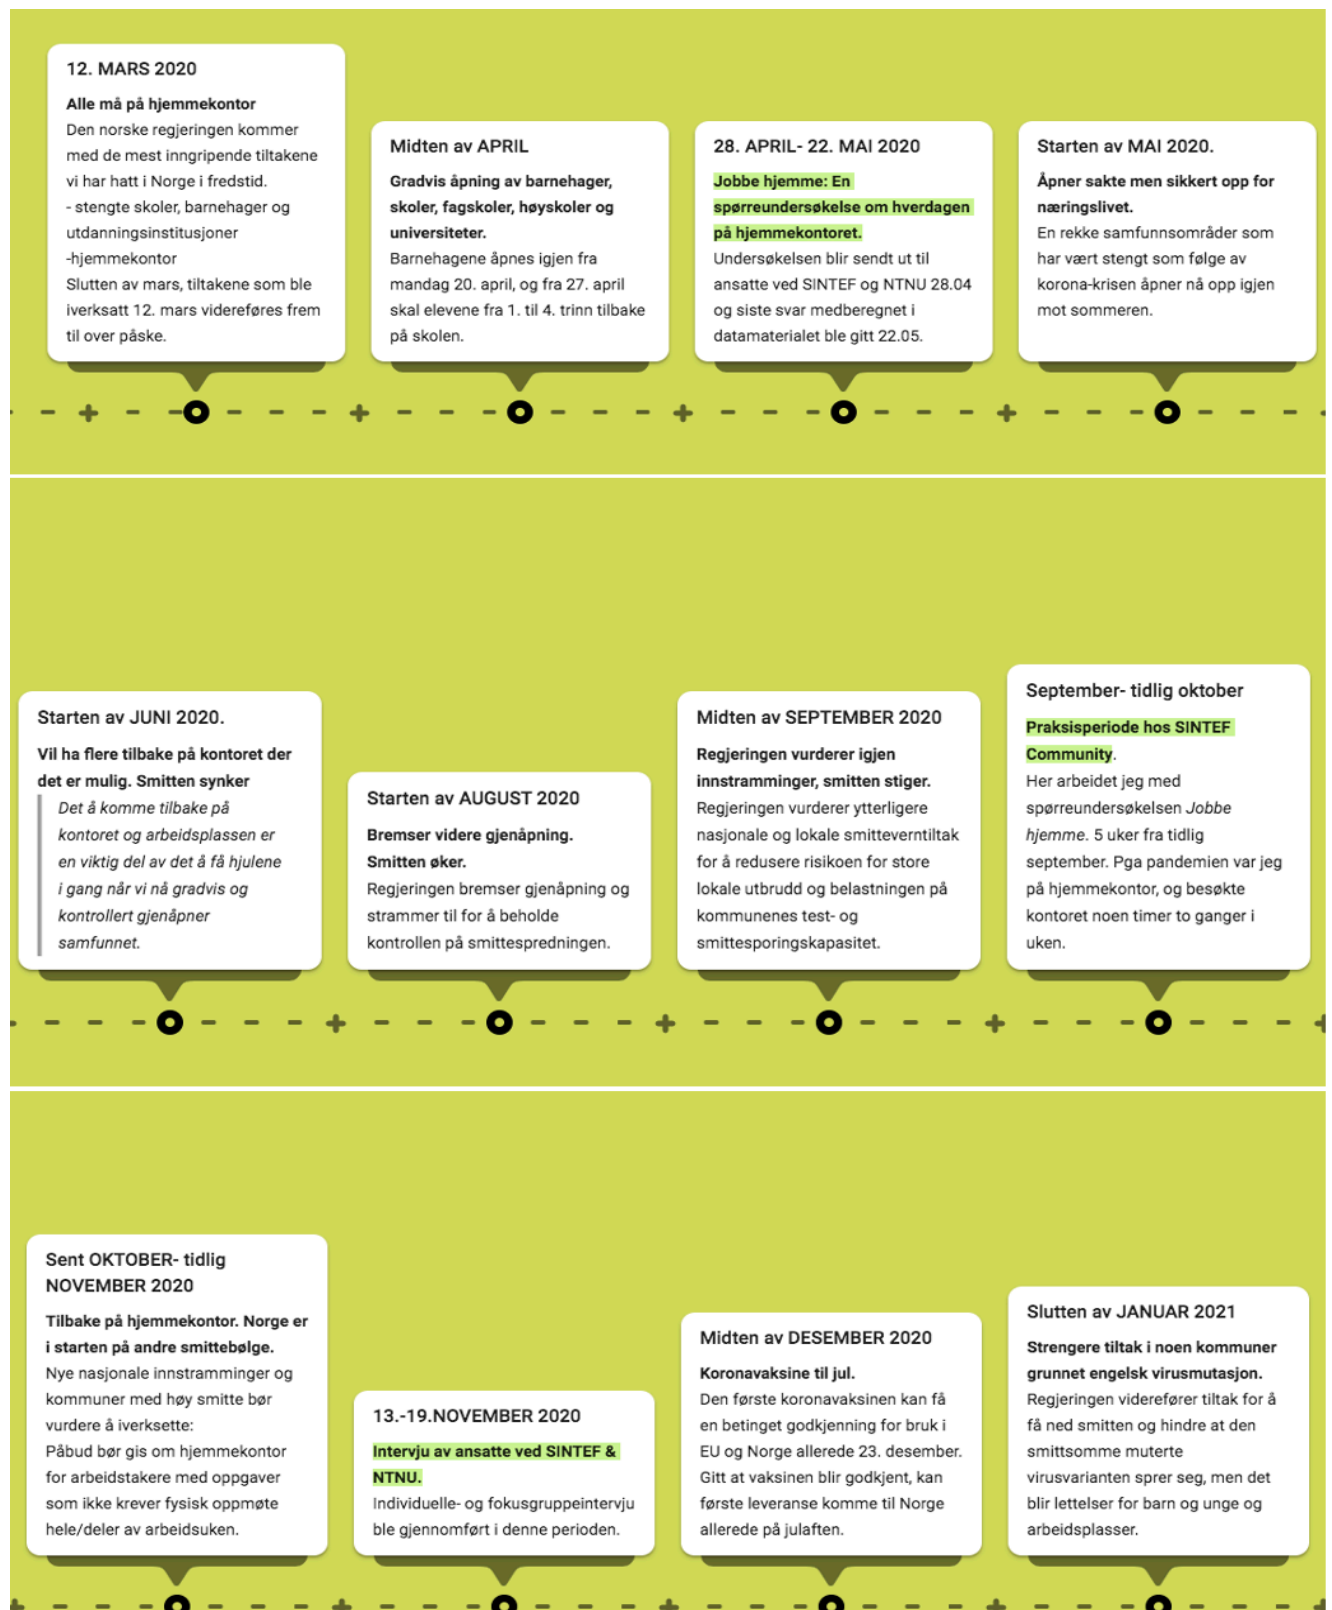 12. MARS 2020
Alle må på hjemmekontor
Den norske regjeringen kommer
med de mest inngripende tiltakene
vi har hatt i Norge i fredstid.
- stengte skoler, barnehager og
utdanningsinstitusjoner
-hjemmekontor
Slutten av mars, tiltakene som ble
iverksatt 12. mars videreføres frem
til over påske.
Midten av APRIL
Gradvis åpning av barnehager,
skoler, fagskoler, høyskoler og
universiteter.
Barnehagene åpnes igjen fra
mandag 20. april, og fra 27. april
skal elevene fra 1. til 4. trinn tilbake
på skolen.
28. APRIL- 22. MAI 2020
Jobbe hjemme: En
spørreundersøkelse om hverdagen
på hjemmekontoret.
Undersøkelsen blir sendt ut til
ansatte ved SINTEF og NTNU 28.04
og siste svar medberegnet i
datamaterialet ble gitt 22.05.
Starten av MAI 2020.
Åpner sakte men sikkert opp for
næringslivet.
En rekke samfunnsområder som
har vært stengt som følge av
korona-krisen åpner nå opp igjen
mot sommeren.
Starten av JUNI 2020.
Vil ha flere tilbake på kontoret der
det er mulig. Smitten synker
Det å komme tilbake på
kontoret og arbeidsplassen er
en viktig del av det å få hjulene
i gang når vi nå gradvis og
kontrollert gjenåpner
samfunnet.
Starten av AUGUST 2020
Bremser videre gjenåpning.
Smitten øker.
Regjeringen bremser gjenåpning og
strammer til for å beholde
kontrollen på smittespredningen.
Midten av SEPTEMBER 2020
Regjeringen vurderer igjen
innstramminger, smitten stiger.
Regjeringen vurderer ytterligere
nasjonale og lokale smitteverntiltak
for å redusere risikoen for store
lokale utbrudd og belastningen på
kommunenes test- og
smittesporingskapasitet.
September- tidlig oktober
Praksisperiode hos SINTEF
Community.
Her arbeidet jeg med
spørreundersøkelsen Jobbe
hjemme. 5 uker fra tidlig
september. Pga pandemien var jeg
på hjemmekontor, og besøkte
kontoret noen timer to ganger i
uken.
Sent OKTOBER- tidlig
NOVEMBER 2020
Tilbake på hjemmekontor. Norge er
i starten på andre smittebølge.
Nye nasjonale innstramminger og
kommuner med høy smitte bør
vurdere å iverksette:
Påbud bør gis om hjemmekontor
for arbeidstakere med oppgaver
som ikke krever fysisk oppmøte
hele/deler av arbeidsuken.
13.-19.NOVEMBER 2020
Intervju av ansatte ved SINTEF &
NTNU.
Individuelle- og fokusgruppeintervju
ble gjennomført i denne perioden.
Midten av DESEMBER 2020
Koronavaksine til jul.
Den første koronavaksinen kan få
en betinget godkjenning for bruk i
EU og Norge allerede 23. desember.
Gitt at vaksinen blir godkjent, kan
første leveranse komme til Norge
allerede på julaften.
Slutten av JANUAR 2021
Strengere tiltak i noen kommuner
grunnet engelsk virusmutasjon.
Regjeringen viderefører tiltak for å
få ned smitten og hindre at den
smittsomme muterte
virusvarianten sprer seg, men det
blir lettelser for barn og unge og
arbeidsplasser.